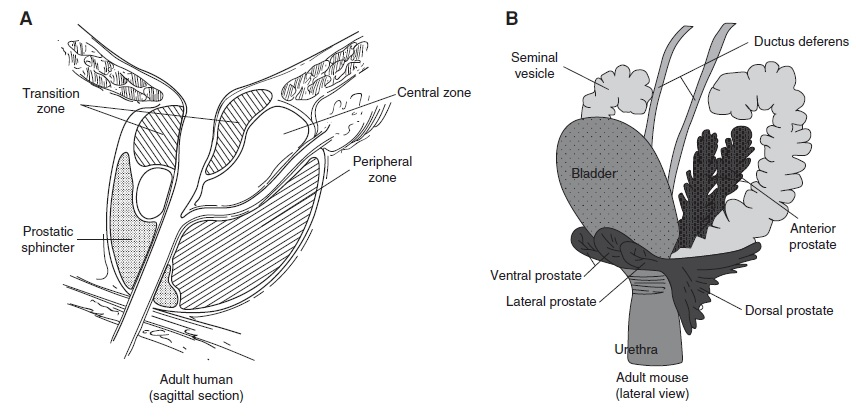 A
Transition
zone
Central zone
Peripheral
zone
Prostatic
sphincter
Adult human
(sagittal section)
B
Ductus deferens
Seminal
vesicle
Bladder
Anterior
prostate
Ventral prostate
Lateral prostate
Dorsal prostate
Urethra
Adult mouse
(lateral view)